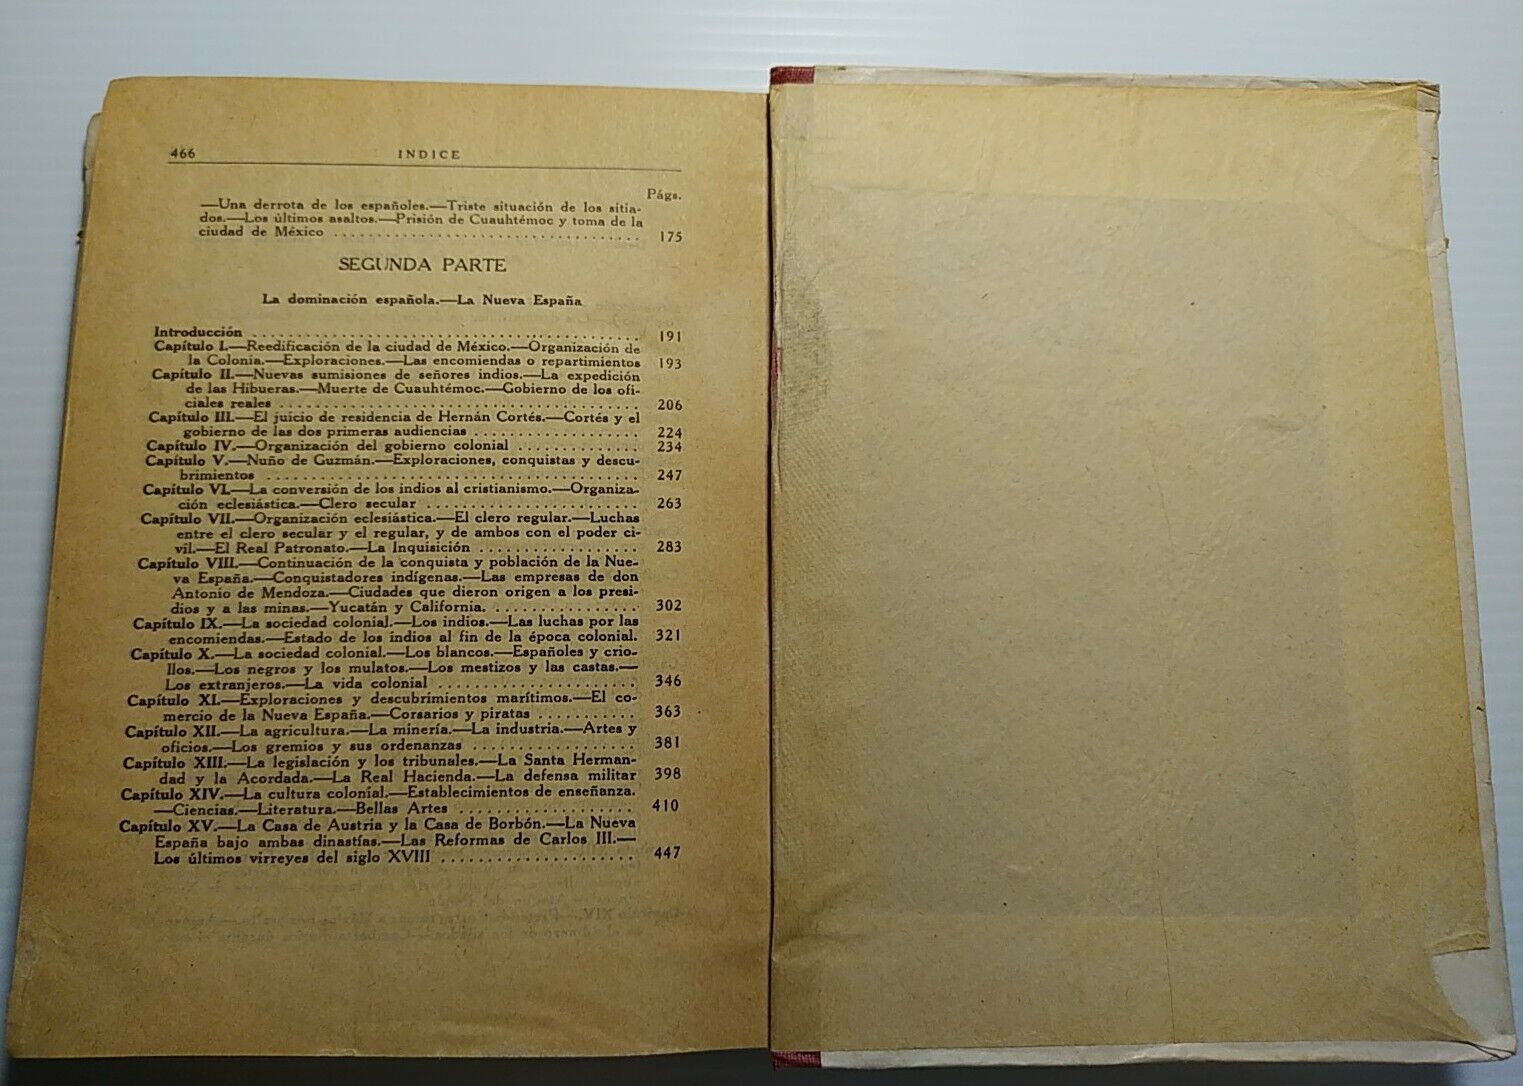 466
INDICE
Págs.
—Una derrota de los españoles.—Triste situación de los sitia-
dos.—Los últimos asaltos.—Prisión de Cuauhtémoc y toma de la
ciudad de México . . . . . . . . . . . . . . . . . . . . . . . . . . . . . . . . . . . 175
SEGUNDA PARTE
La dominación española.—La Nueva España
Introducción . . . . . . . . . . . . . . . . . . . . . . . . . . . . . . . . . . . . . . . 191
Capítulo I.—Reedificación de la ciudad de México.—Organización de
la Colonia.—Exploraciones.—Las encomiendas o repartimientos 193
Capítulo II.—Nuevas sumisiones de señores indios.—La expedición
de las Hibueras.—Muerte de Cuauhtémoc.—Gobierno de los ofi-
ciales reales . . . . . . . . . . . . . . . . . . . . . . . . . . . . . . . . . . . . 206
Capítulo III.—El juicio de residencia de Hernán Cortés.—Cortés y el
gobierno de las dos primeras audiencias . . . . . . . . . . . . . . . . . 224
Capítulo IV.—Organización del gobierno colonial . . . . . . . . . . . . . 234
Capítulo V.—Nuño de Guzmán.—Exploraciones, conquistas y descu-
brimientos . . . . . . . . . . . . . . . . . . . . . . . . . . . . . . . . . . . . . 247
Capítulo VI.—La conversión de los indios al cristianismo.—Organiza-
ción eclesiástica.—Clero secular . . . . . . . . . . . . . . . . . . . . . . 263
Capítulo VII.—Organización eclesiástica.—El clero regular.—Luchas
entre el clero secular y el regular, y de ambos con el poder ci-
vil.—El Real Patronato.—La Inquisición . . . . . . . . . . . . . . . . . 283
Capítulo VIII.—Continuación de la conquista y población de la Nue-
va España.—Conquistadores indígenas.—Las empresas de don
Antonio de Mendoza.—Ciudades que dieron origen a los presi-
dios y a las minas.—Yucatán y California. . . . . . . . . . . . . . . . 302
Capítulo IX.—La sociedad colonial.—Los indios.—Las luchas por las
encomiendas.—Estado de los indios al fin de la época colonial. 321
Capítulo X.—La sociedad colonial.—Los blancos.—Españoles y crio-
llos.—Los negros y los mulatos.—Los mestizos y las castas.—
Los extranjeros.—La vida colonial . . . . . . . . . . . . . . . . . . . . 346
Capítulo XI.—Exploraciones y descubrimientos marítimos.—El co-
mercio de la Nueva España.—Corsarios y piratas . . . . . . . . . . . 363
Capítulo XII.—La agricultura.—La minería.—La industria.—Artes y
oficios.—Los gremios y sus ordenanzas . . . . . . . . . . . . . . . . . 381
Capítulo XIII.—La legislación y los tribunales.—La Santa Herman-
dad y la Acordada.—La Real Hacienda.—La defensa militar 398
Capítulo XIV.—La cultura colonial.—Establecimientos de enseñanza.
—Ciencias.—Literatura.—Bellas Artes . . . . . . . . . . . . . . . . . . 410
Capítulo XV.—La Casa de Austria y la Casa de Borbón.—La Nueva
España bajo ambas dinastías.—Las Reformas de Carlos III.—
Los últimos virreyes del siglo XVIII . . . . . . . . . . . . . . . . . . . . 447